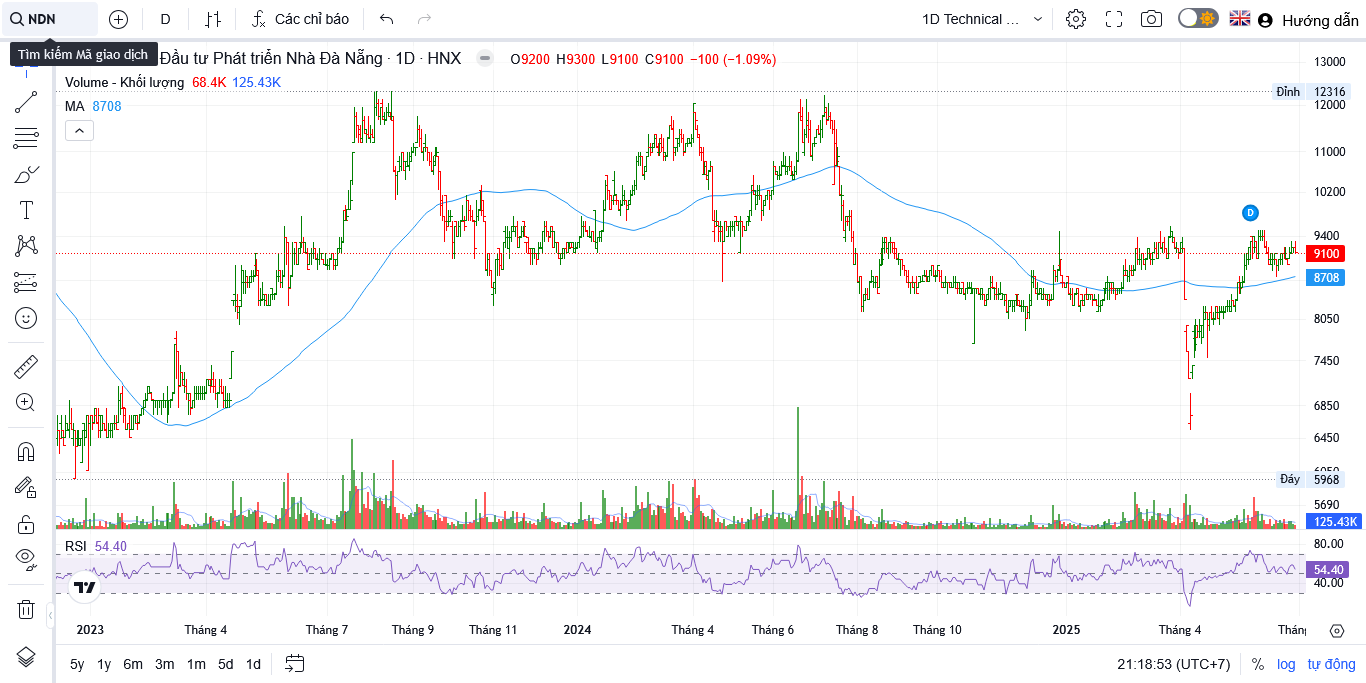 NDN
D
Các chỉ báo
1D Technical ...
Hướng dẫn
Tìm kiếm Mã giao dịch
Đầu tư Phát triển Nhà Đà Nẵng · 1D · HNX
O9200 H9300 L9100 C9100 −100 (−1.09%)
Volume - Khối lượng 68.4K 125.43K
MA 8708
13000
Đỉnh 12316
12000
11000
10200
D
9400
9100
8708
8050
7450
6850
6450
6050
Đáy 5968
5690
125.43K
RSI 54.40
80.00
54.40
40.00
2023 Tháng 4 Tháng 7 Tháng 9 Tháng 11 2024 Tháng 4 Tháng 6 Tháng 8 Tháng 10 2025 Tháng 4 Tháng
5y 1y 6m 3m 1m 5d 1d
21:18:53 (UTC+7) % log tự động